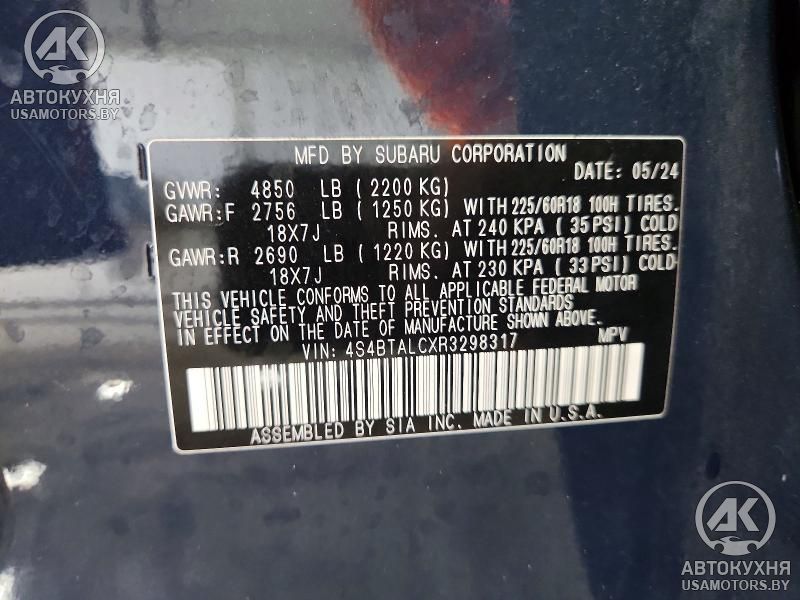 AK
АВТОКУХНЯ
USAMOTORS.BY
MFD BY SUBARU CORPORATION
DATE: 05/24
GVWR: 4850 LB (2200 KG)
GAWR:F 2756 LB (1250 KG) WITH 225/60R18 100H TIRES.
18X7J RIMS. AT 240 KPA (35 PSI) COLD
GAWR:R 2690 LB (1220 KG) WITH 225/60R18 100H TIRES.
18X7J RIMS. AT 230 KPA (33 PSI) COLD
THIS VEHICLE CONFORMS TO ALL APPLICABLE FEDERAL MOTOR
VEHICLE SAFETY AND THEFT PREVENTION STANDARDS
IN EFFECT ON THE DATE OF MANUFACTURE SHOWN ABOVE.
VIN: 4S4BTALCXR3298317 MPV
ASSEMBLED BY SIA INC. MADE IN U.S.A.
AK
АВТОКУХНЯ
USAMOTORS.BY